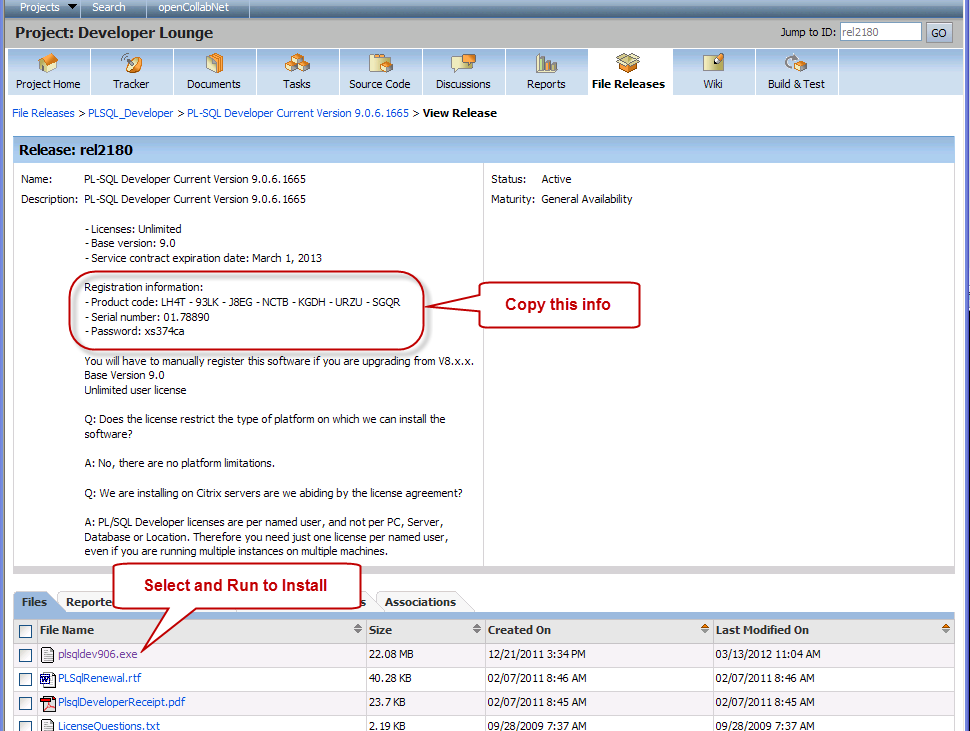 Projects Search openCollabNet
Project: Developer Lounge
Jump to ID: rel2180 GO
Project Home Tracker Documents Tasks Source Code Discussions Reports File Releases Wiki Build & Test
File Releases > PLSQL_Developer > PL-SQL Developer Current Version 9.0.6.1665 > View Release
Release: rel2180
Name: PL-SQL Developer Current Version 9.0.6.1665
Status: Active
Description: PL-SQL Developer Current Version 9.0.6.1665
Maturity: General Availability
- Licenses: Unlimited
- Base version: 9.0
- Service contract expiration date: March 1, 2013
Registration information:
- Product code: LH4T - 93LK - J8EG - NCTB - KGDH - URZU - SGQR
- Serial number: 01.78890
- Password: xs374ca
Copy this info
You will have to manually register this software if you are upgrading from V8.x.x.
Base Version 9.0
Unlimited user license
Q: Does the license restrict the type of platform on which we can install the
software?
A: No, there are no platform limitations.
Q: We are installing on Citrix servers are we abiding by the license agreement?
A: PL/SQL Developer licenses are per named user, and not per PC, Server,
Database or Location. Therefore you need just one license per named user,
even if you are running multiple instances on multiple machines.
Select and Run to Install
Files Reporte s Associations
File Name Size Created On Last Modified On
plsqldev906.exe 22.08 MB 12/21/2011 3:34 PM 03/13/2012 11:04 AM
PLSqlRenewal.rtf 40.28 KB 02/07/2011 8:46 AM 02/07/2011 8:46 AM
PlsqlDeveloperReceipt.pdf 23.7 KB 02/07/2011 8:45 AM 02/07/2011 8:45 AM
LicenseQuestions.txt 2.19 KB 09/28/2009 7:37 AM 09/28/2009 7:37 AM